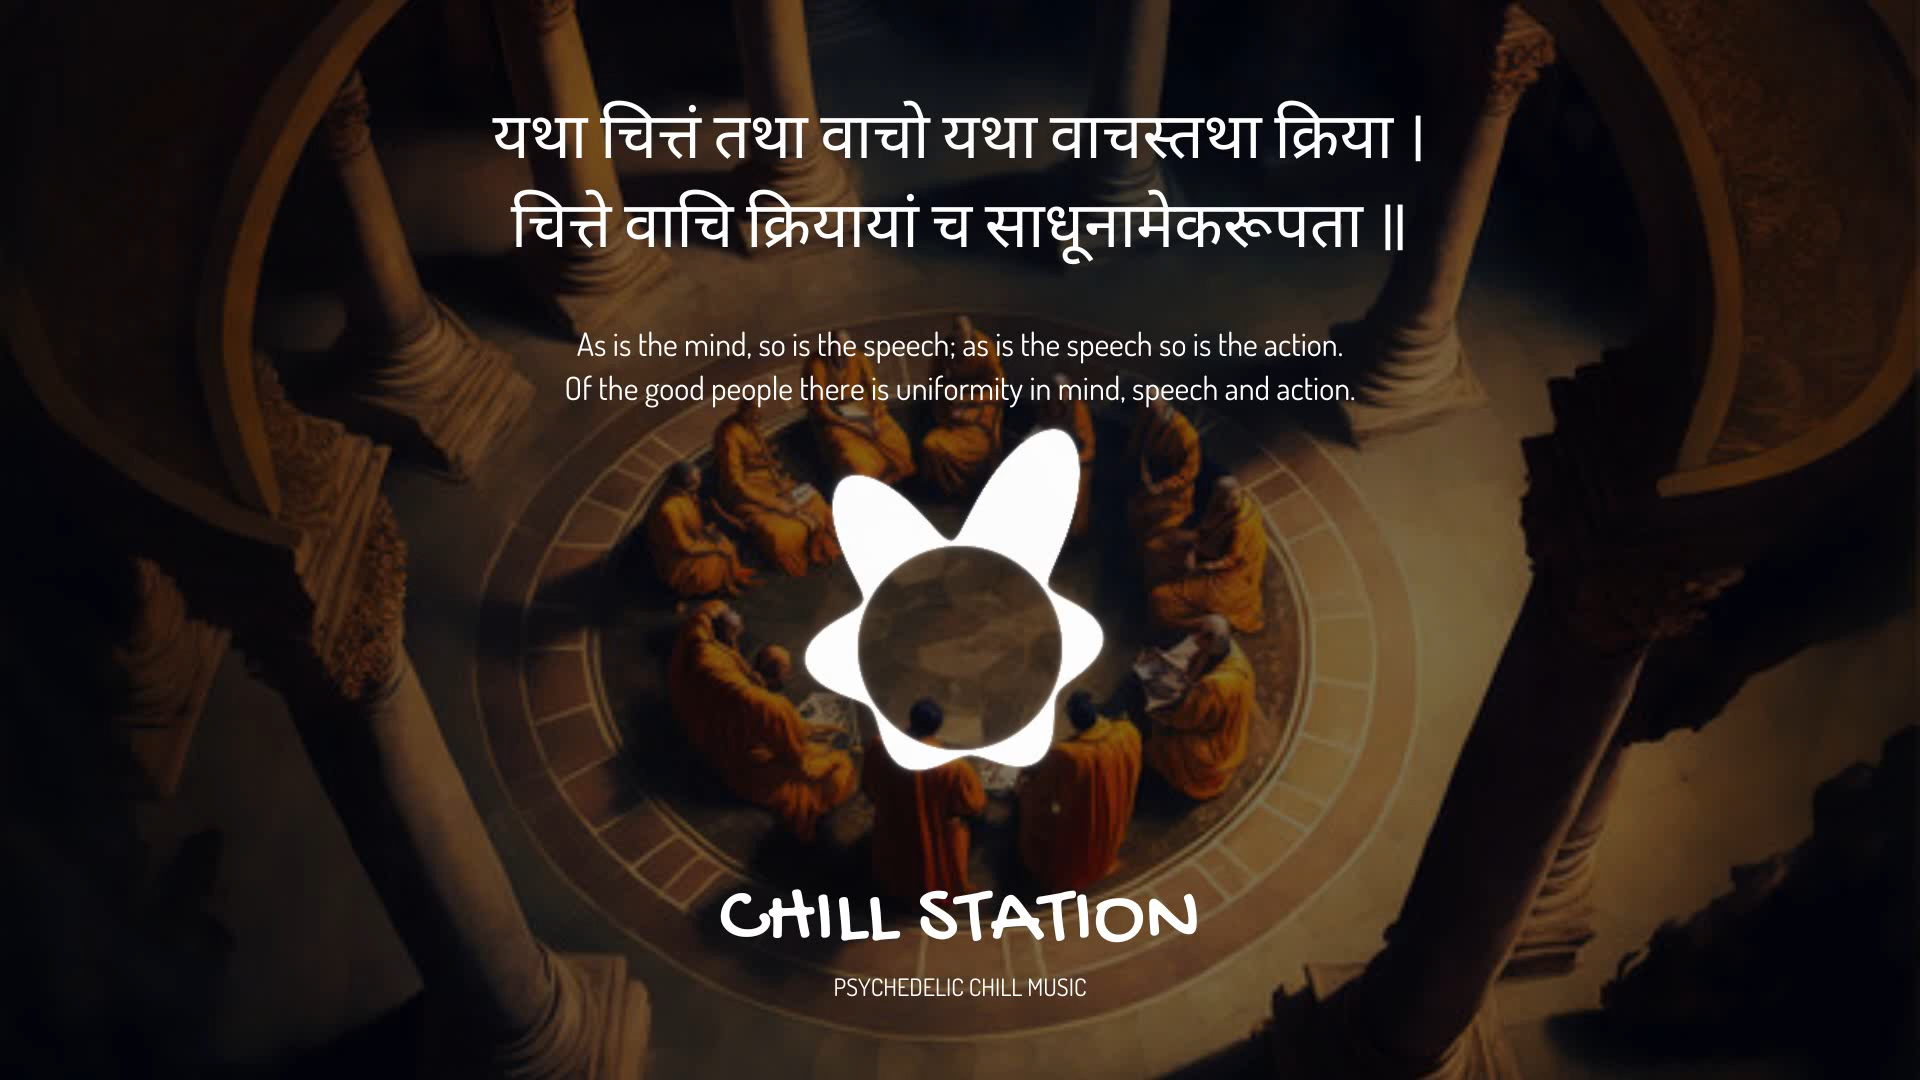 यथा चित्तं तथा वाचो यथा वाचस्तथा क्रिया ।
चित्ते वाचि क्रियायां च साधूनामेकरूपता ॥
As is the mind, so is the speech; as is the speech so is the action.
Of the good people there is uniformity in mind, speech and action.
CHILL STATION
PSYCHEDELIC CHILL MUSIC